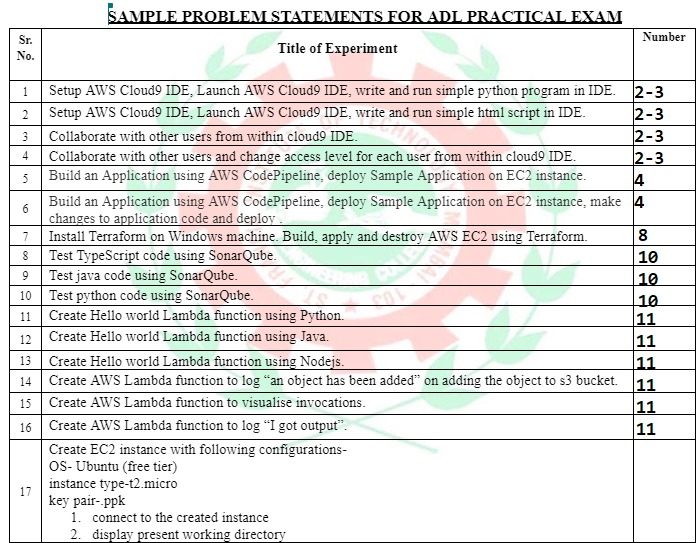 SAMPLE PROBLEM STATEMENTS FOR ADL PRACTICAL EXAM
Sr. No. Title of Experiment Number
1 Setup AWS Cloud9 IDE, Launch AWS Cloud9 IDE, write and run simple python program in IDE. 2-3
2 Setup AWS Cloud9 IDE, Launch AWS Cloud9 IDE, write and run simple html script in IDE. 2-3
3 Collaborate with other users from within cloud9 IDE. 2-3
4 Collaborate with other users and change access level for each user from within cloud9 IDE. 2-3
5 Build an Application using AWS CodePipeline, deploy Sample Application on EC2 instance. 4
6 Build an Application using AWS CodePipeline, deploy Sample Application on EC2 instance, make 4
changes to application code and deploy .
7 Install Terraform on Windows machine. Build, apply and destroy AWS EC2 using Terraform. 8
8 Test TypeScript code using SonarQube. 10
9 Test java code using SonarQube. 10
10 Test python code using SonarQube. 10
11 Create Hello world Lambda function using Python. 11
12 Create Hello world Lambda function using Java. 11
13 Create Hello world Lambda function using Nodejs. 11
14 Create AWS Lambda function to log “an object has been added” on adding the object to s3 bucket. 11
15 Create AWS Lambda function to visualise invocations. 11
16 Create AWS Lambda function to log “I got output”. 11
17 Create EC2 instance with following configurations-
OS- Ubuntu (free tier)
instance type-t2.micro
key pair-.ppk
1. connect to the created instance
2. display present working directory